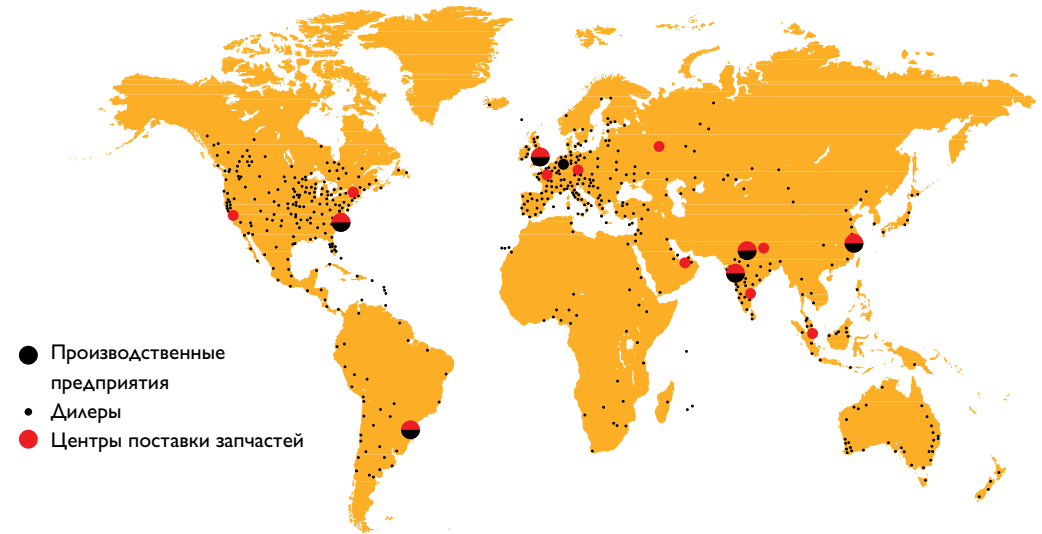 Производственные
предприятия
Дилеры
Центры поставки запчастей